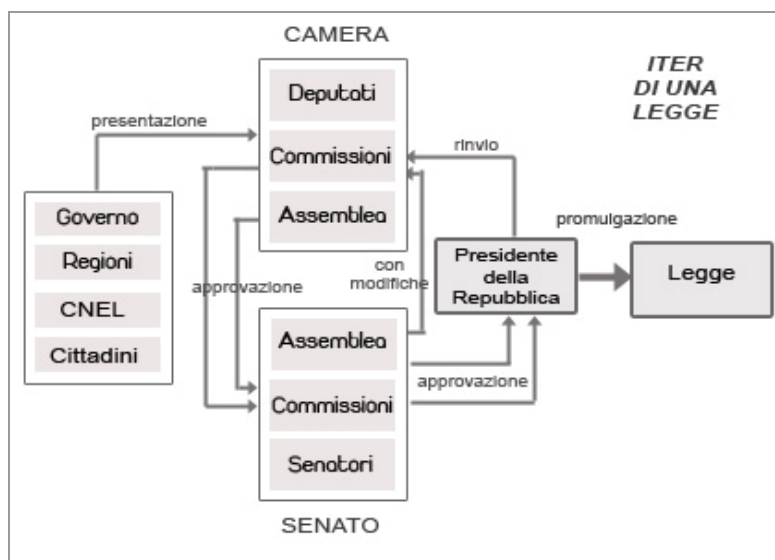 CAMERA
ITER
DI UNA
LEGGE
Deputati
presentazione
Commissioni
rinvio
Assemblea
Governo
Regioni
CNEL
Cittadini
approvazione
con
modifiche
promulgazione
Presidente
della
Repubblica
Legge
Assemblea
approvazione
Commissioni
Senatori
SENATO